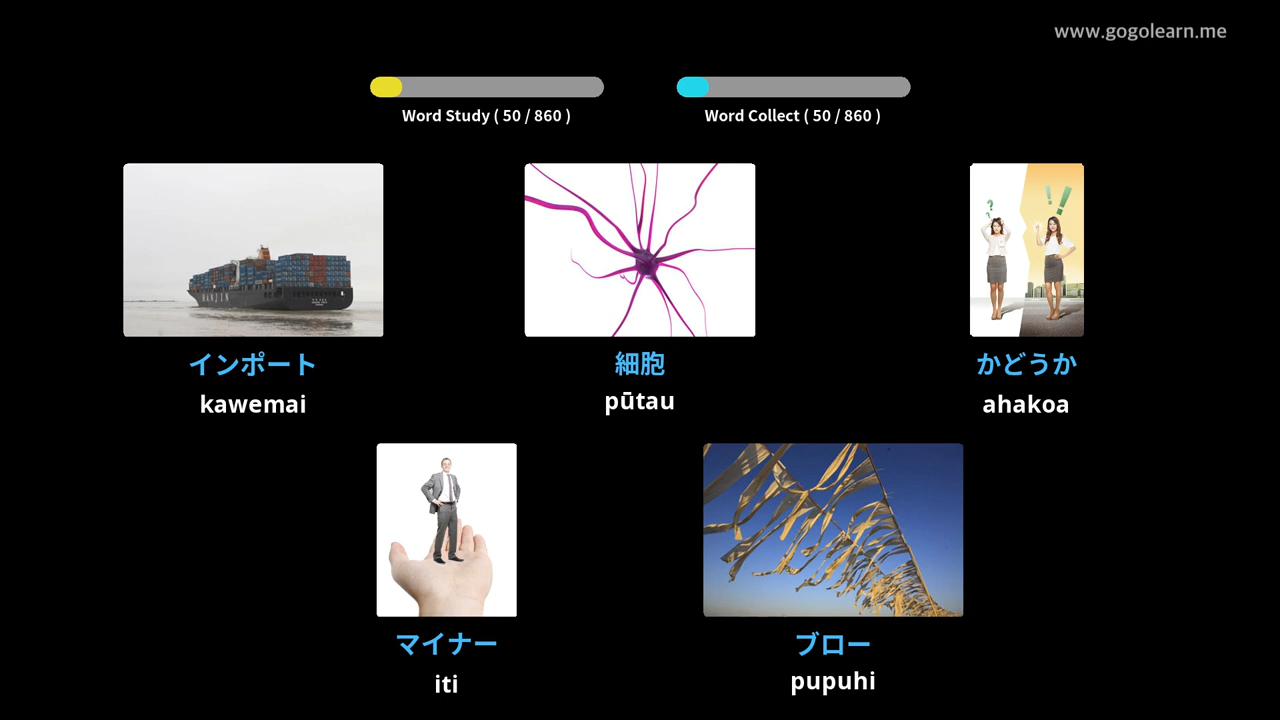 www.gogolearn.me
Word Study ( 50 / 860 )
Word Collect ( 50 / 860 )
インポート
kawemai
細胞
pūtau
かどうか
ahakoa
マイナー
iti
ブロー
pupuhi